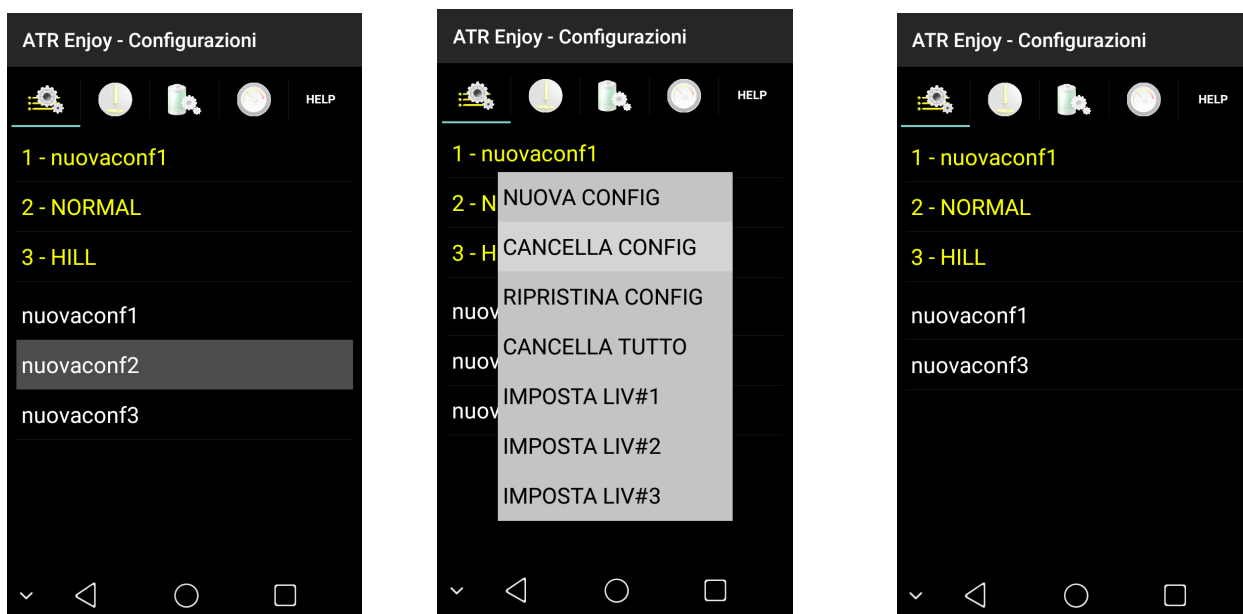 ATR Enjoy - Configurazioni
HELP
1 - nuovaconf1
2 - NORMAL
3 - HILL
nuovaconf1
nuovaconf2
nuovaconf3
ATR Enjoy - Configurazioni
HELP
1 - nuovaconf1
2 - N
NUOVA CONFIG
CANCELLA CONFIG
3 - H
RIPRISTINA CONFIG
nuov
CANCELLA TUTTO
nuov
IMPOSTA LIV#1
nuov
IMPOSTA LIV#2
IMPOSTA LIV#3
ATR Enjoy - Configurazioni
HELP
1 - nuovaconf1
2 - NORMAL
3 - HILL
nuovaconf1
nuovaconf3